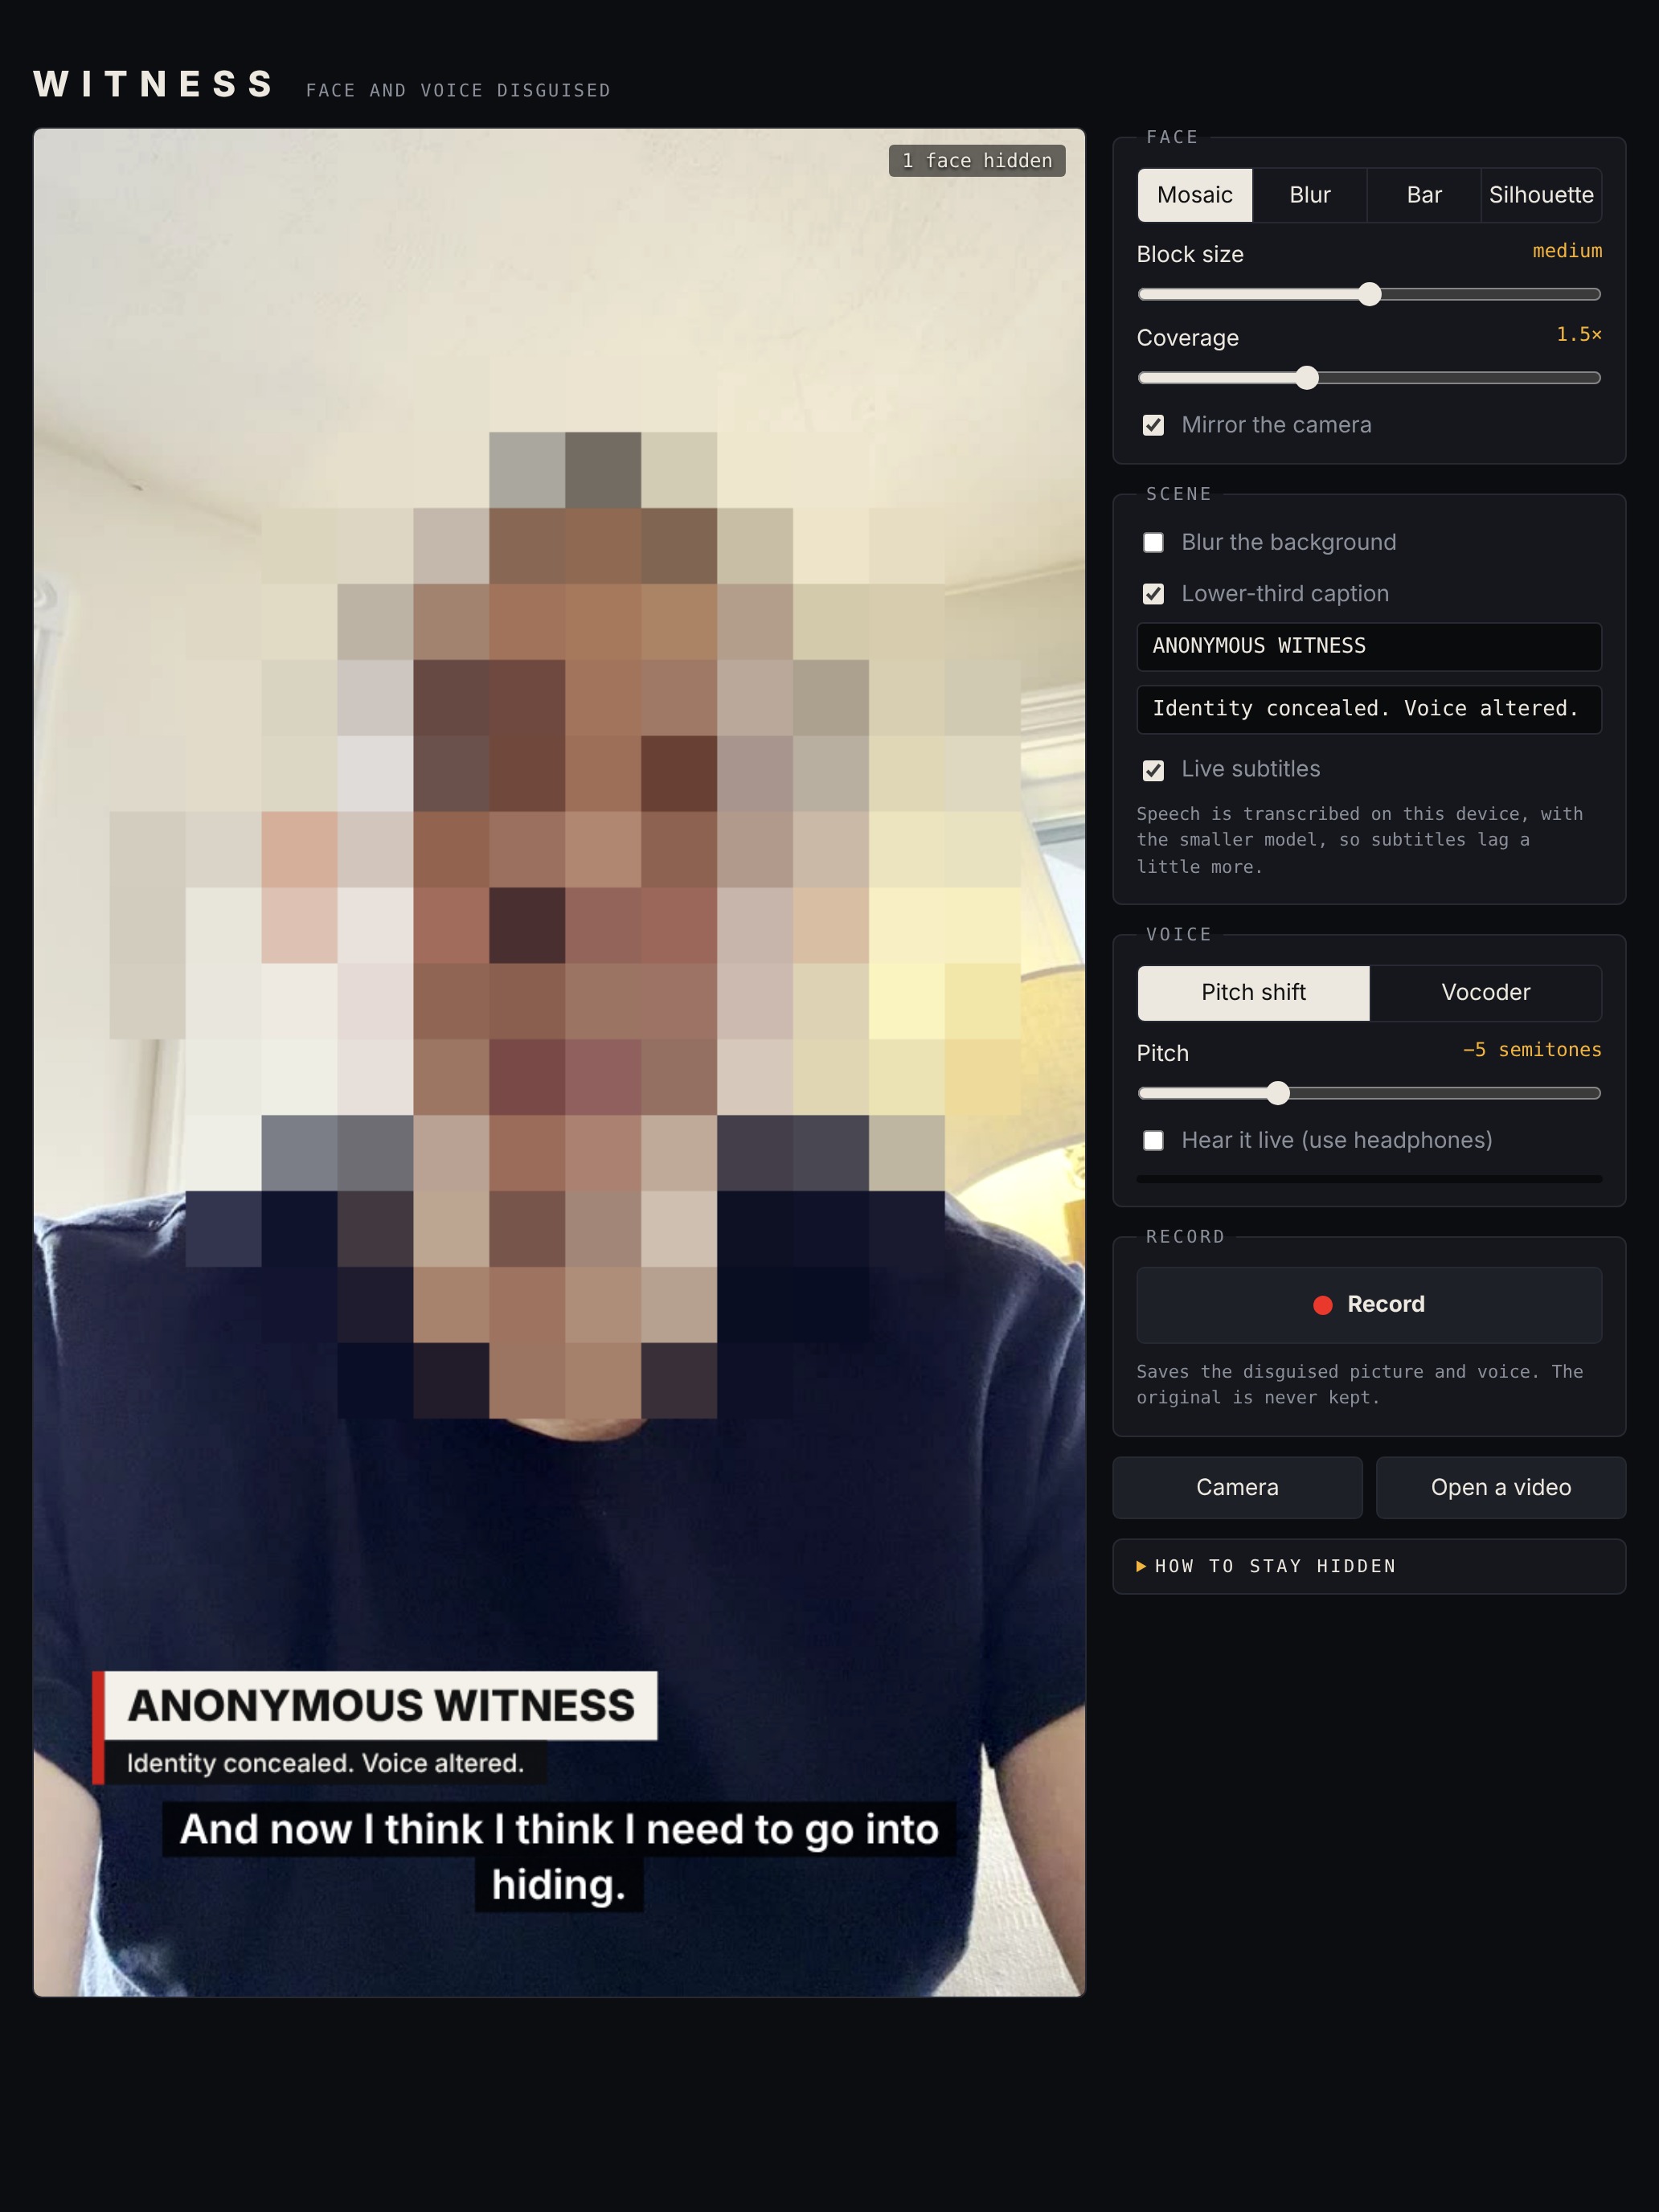 WITNESS FACE AND VOICE DISGUISED
1 face hidden
ANONYMOUS WITNESS
Identity concealed. Voice altered.
And now I think I think I need to go into
hiding.
FACE
Mosaic Blur Bar Silhouette
Block size medium
Coverage 1.5×
Mirror the camera
SCENE
Blur the background
Lower-third caption
ANONYMOUS WITNESS
Identity concealed. Voice altered.
Live subtitles
Speech is transcribed on this device, with
the smaller model, so subtitles lag a
little more.
VOICE
Pitch shift Vocoder
Pitch −5 semitones
Hear it live (use headphones)
RECORD
Record
Saves the disguised picture and voice. The
original is never kept.
Camera Open a video
HOW TO STAY HIDDEN